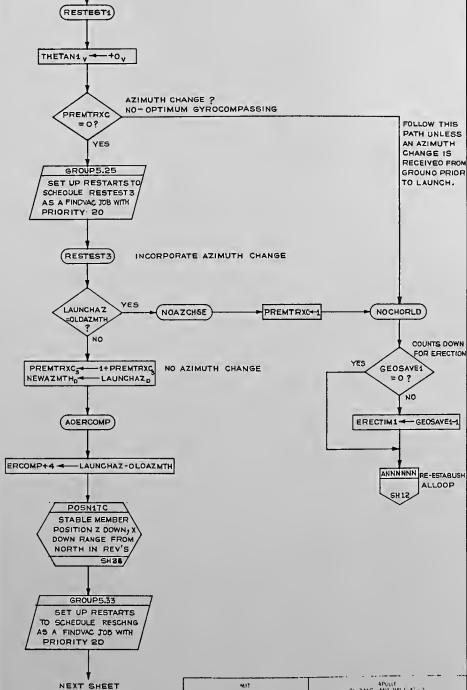 RESTEST1
THETAN1V ← +0V
AZIMUTH CHANGE ?
NO-OPTIMUM GYROCOMPASSING
PREMTRXC
=0?
YES
FOLLOW THIS
PATH UNLESS
AN AZIMUTH
CHANGE IS
RECEIVED FROM
GROUND PRIOR
TO LAUNCH.
GROUP5.25
SET UP RESTARTS TO
SCHEDULE RESTEST3
AS A FINDVAC JOB WITH
PRIORITY 20
RESTEST3
INCORPORATE AZIMUTH CHANGE
LAUNCHAZ
=OLDAZMTH
?
YES
NOAZCHGE
PREMTRXC←1
NOCHORLD
NO
COUNTS DOWN
FOR ERECTION
PREMTRXCS ← 1+PREMTRXCS
NEWAZMTHD ← LAUNCHAZD
NO AZIMUTH CHANGE
YES
GEOSAVE1
=0 ?
NO
AOERCOMP
ERECTIM1 ← GEOSAVE1-1
ERCOMP+4 ← LAUNCHAZ-OLDAZMTH
ANNNNNN
SH12
RE-ESTABLISH
ALLOOP
POSN17C
STABLE MEMBER
POSITION Z DOWN, X
DOWN RANGE FROM
NORTH IN REV'S
GROUP5.33
SET UP RESTARTS
TO SCHEDULE RESCHNG
AS A FINDVAC JOB WITH
PRIORITY 20
NEXT SHEET
MIT